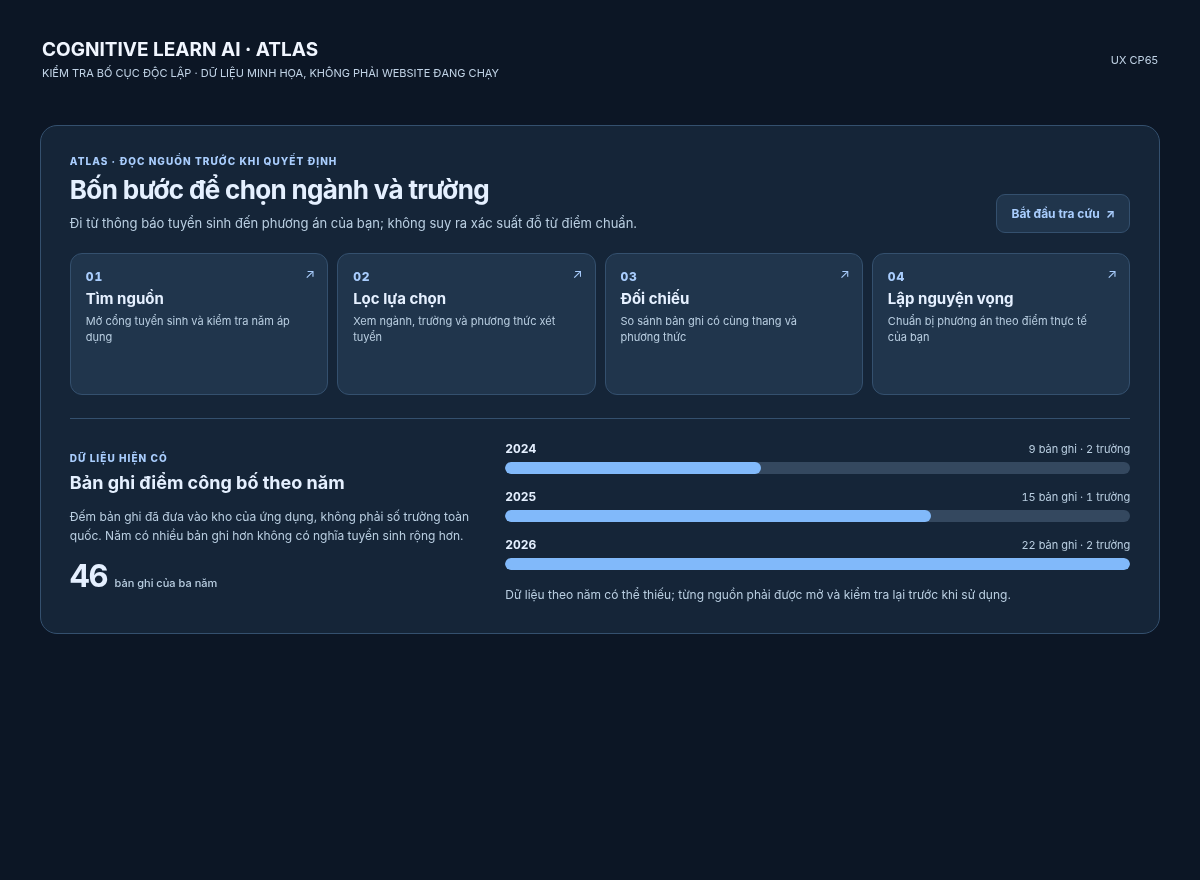 COGNITIVE LEARN AI · ATLAS
KIỂM TRA BỐ CỤC ĐỘC LẬP · DỮ LIỆU MINH HỌA, KHÔNG PHẢI WEBSITE ĐANG CHẠY
UX CP65
ATLAS · ĐỌC NGUỒN TRƯỚC KHI QUYẾT ĐỊNH
Bốn bước để chọn ngành và trường
Đi từ thông báo tuyển sinh đến phương án của bạn; không suy ra xác suất đỗ từ điểm chuẩn.
Bắt đầu tra cứu ↗
01 ↗
Tìm nguồn
Mở cổng tuyển sinh và kiểm tra năm áp
dụng
02 ↗
Lọc lựa chọn
Xem ngành, trường và phương thức xét
tuyển
03 ↗
Đối chiếu
So sánh bản ghi có cùng thang và
phương thức
04 ↗
Lập nguyện vọng
Chuẩn bị phương án theo điểm thực tế
của bạn
DỮ LIỆU HIỆN CÓ
Bản ghi điểm công bố theo năm
Đếm bản ghi đã đưa vào kho của ứng dụng, không phải số trường toàn
quốc. Năm có nhiều bản ghi hơn không có nghĩa tuyển sinh rộng hơn.
46 bản ghi của ba năm
2024 9 bản ghi · 2 trường
2025 15 bản ghi · 1 trường
2026 22 bản ghi · 2 trường
Dữ liệu theo năm có thể thiếu; từng nguồn phải được mở và kiểm tra lại trước khi sử dụng.